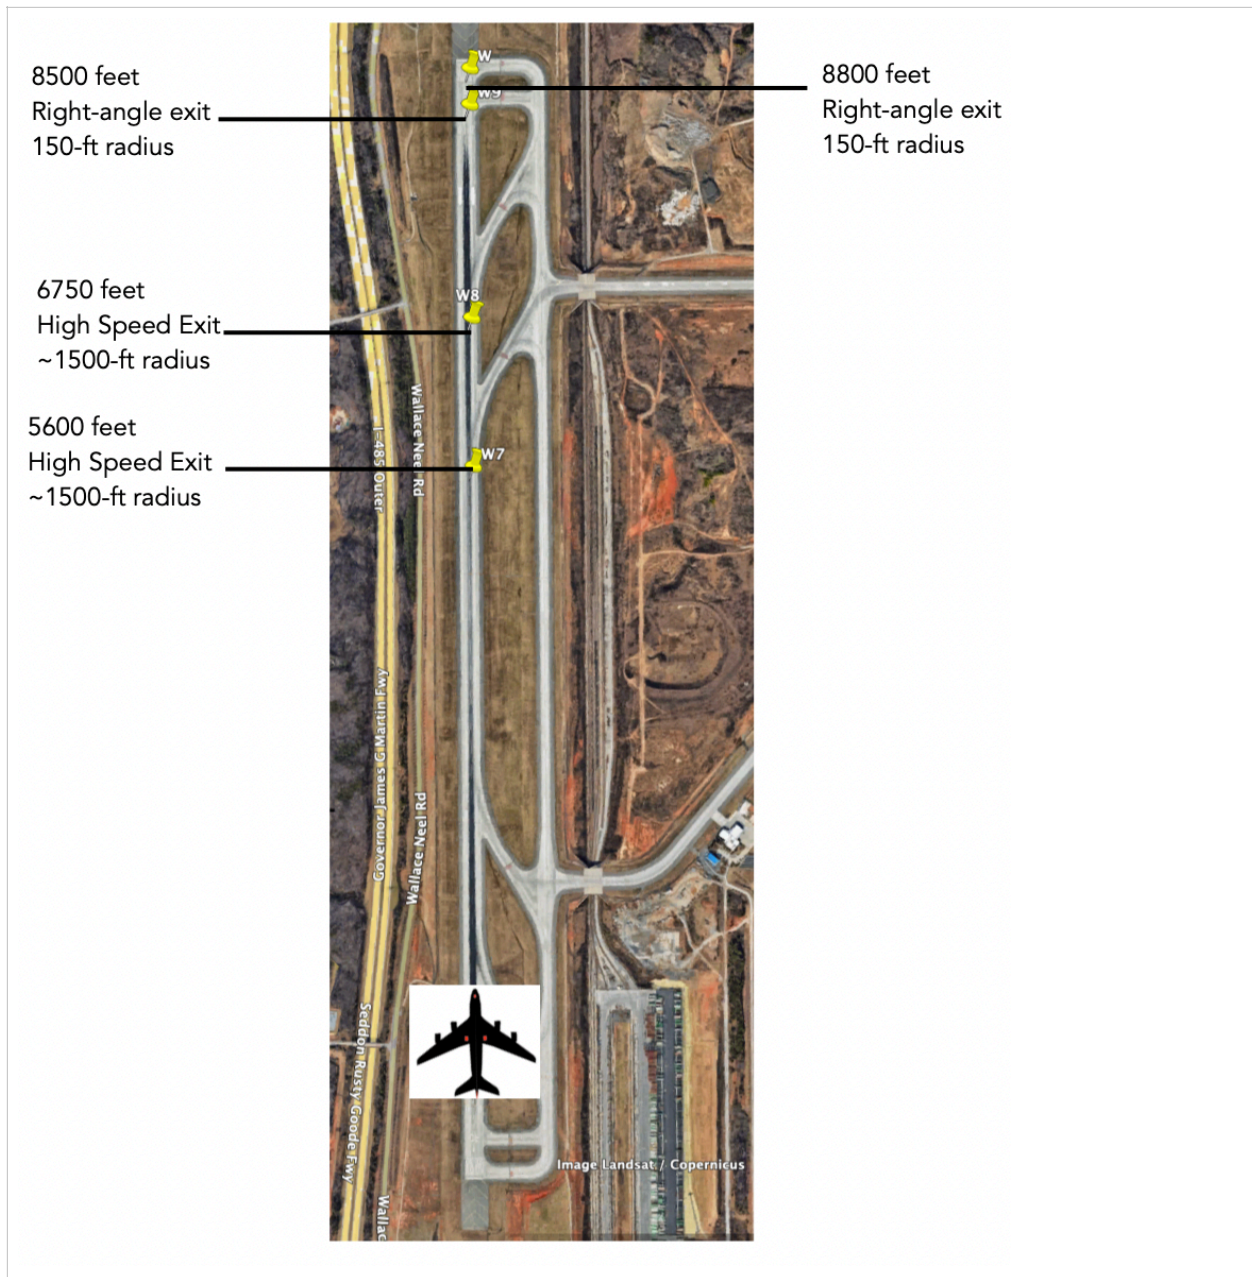 8500 feet
Right-angle exit
150-ft radius
8800 feet
Right-angle exit
150-ft radius
W
W9
6750 feet
High Speed Exit
~1500-ft radius
W8
5600 feet
High Speed Exit
~1500-ft radius
W7
Wallace Neel Rd
I-485 Outer
Governor James G Martin Fwy
Wallace Neel Rd
Seddon Rusty Goode Fwy
Image Landsat / Copernicus
Wallac